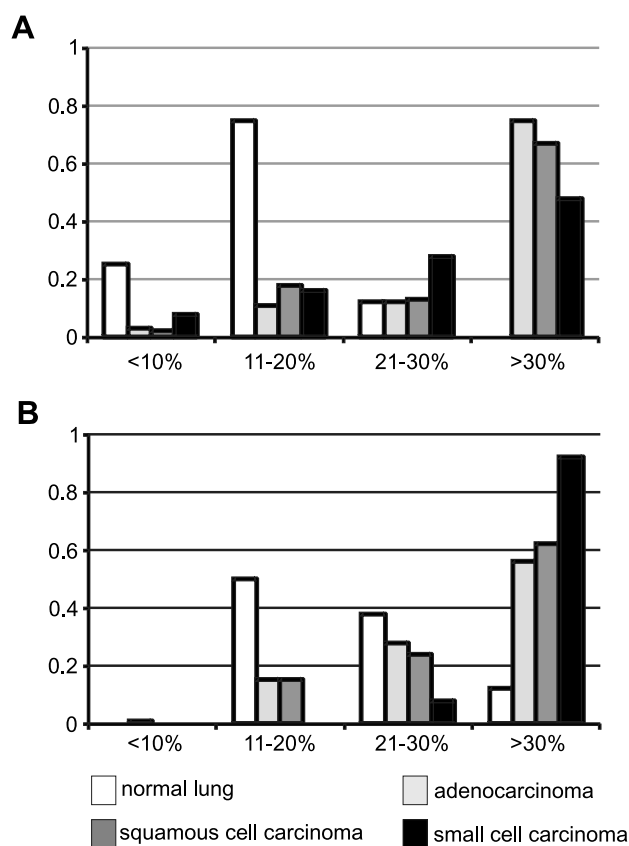 A
1
0.8
0.6
0.4
0.2
0
<10% 11-20% 21-30% >30%
B
1
0.8
0.6
0.4
0.2
0
<10% 11-20% 21-30% >30%
normal lung adenocarcinoma
squamous cell carcinoma small cell carcinoma